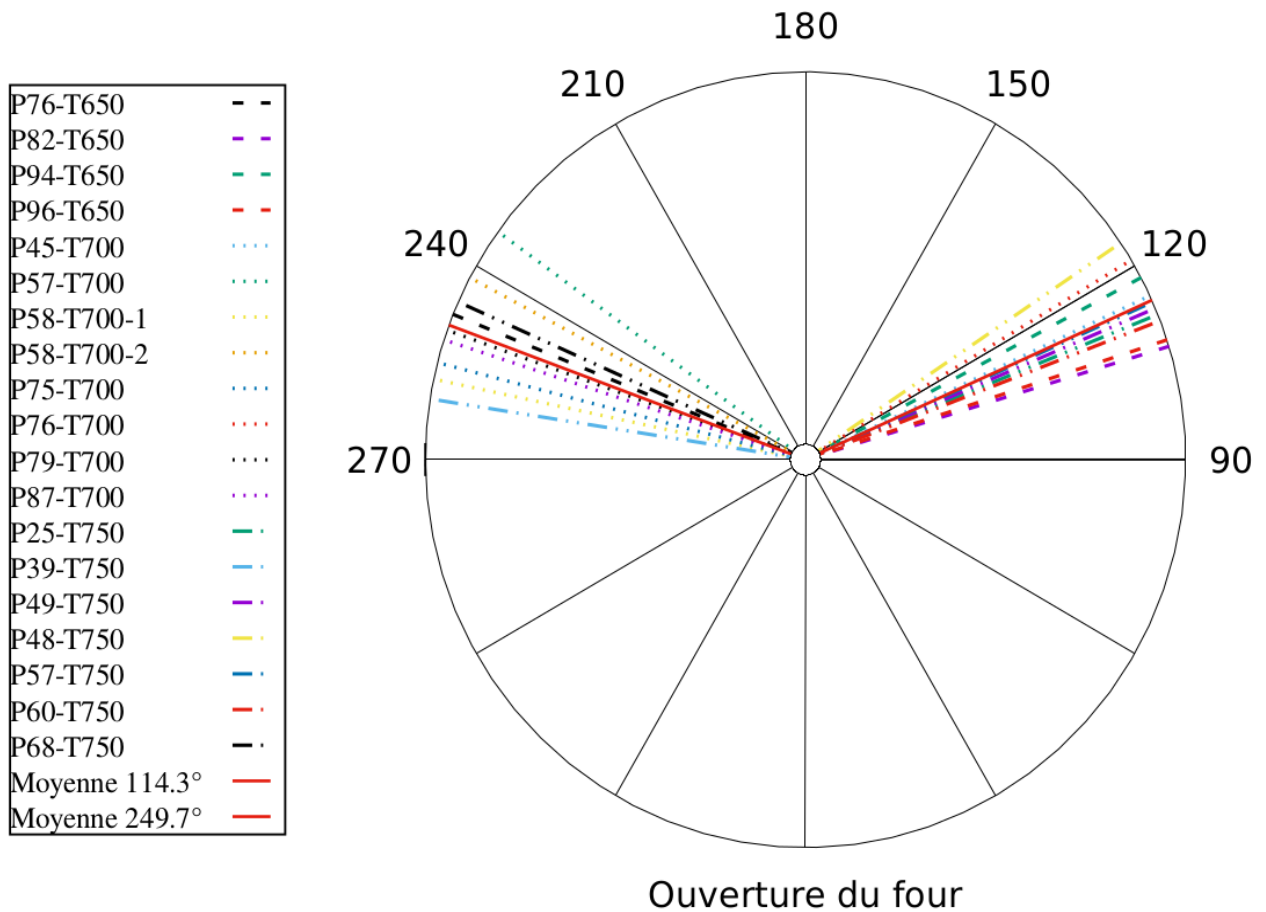 P76-T650
P82-T650
P94-T650
P96-T650
P45-T700
P57-T700
P58-T700-1
P58-T700-2
P75-T700
P76-T700
P79-T700
P87-T700
P25-T750
P39-T750
P49-T750
P48-T750
P57-T750
P60-T750
P68-T750
Moyenne 114.3°
Moyenne 249.7°
180
210
150
240
120
270
90
Ouverture du four